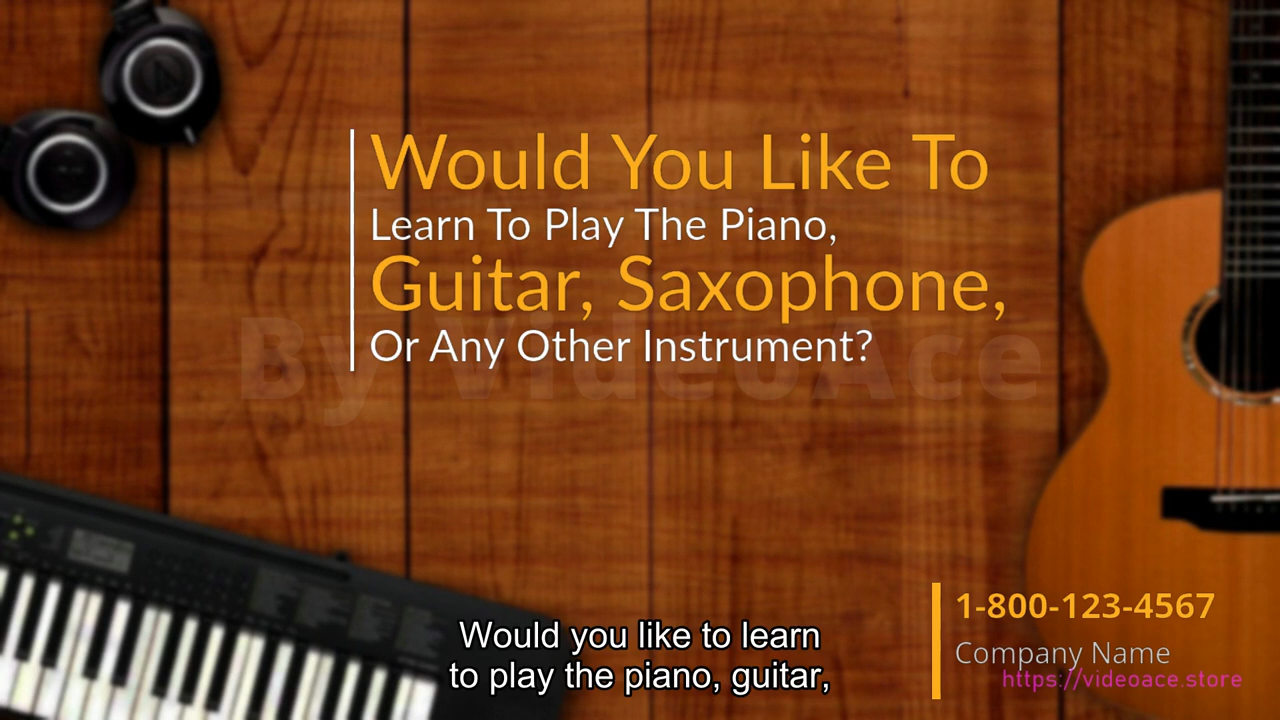 Would You Like To
Learn To Play The Piano,
Guitar, Saxophone,
Or Any Other Instrument?
By VideoAce
1-800-123-4567
Company Name
https://videoace.store
Would you like to learn
to play the piano, guitar,